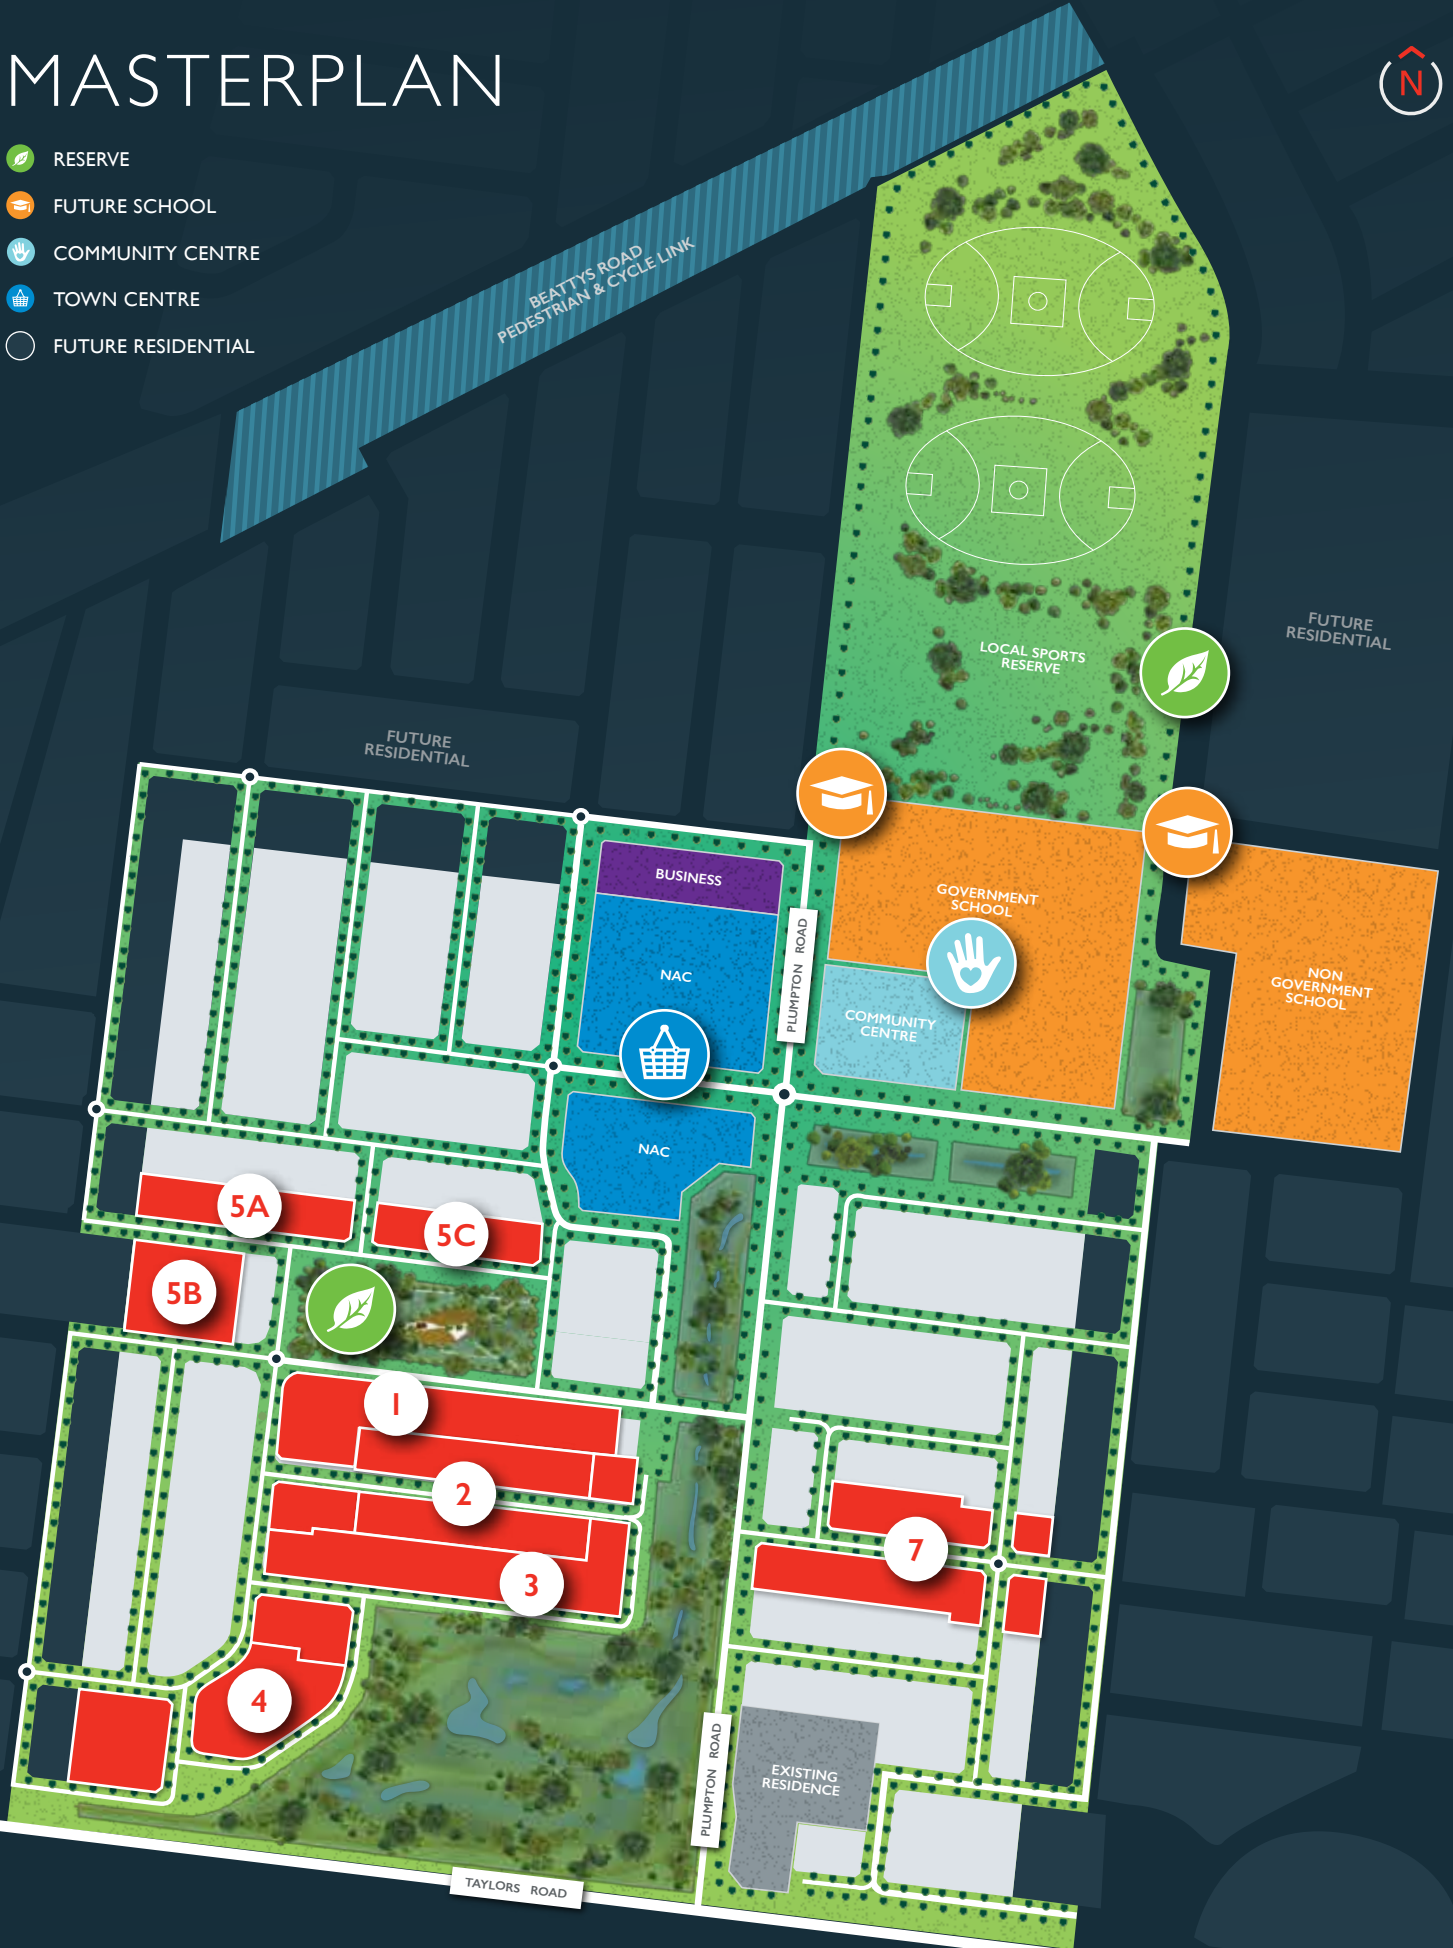 MASTERPLAN
N
RESERVE
FUTURE SCHOOL
COMMUNITY CENTRE
TOWN CENTRE
FUTURE RESIDENTIAL
BEATTYS ROAD
PEDESTRIAN & CYCLE LINK
FUTURE
RESIDENTIAL
LOCAL SPORTS
RESERVE
FUTURE
RESIDENTIAL
BUSINESS
GOVERNMENT
SCHOOL
NAC
PLUMPTON ROAD
NON
GOVERNMENT
SCHOOL
COMMUNITY
CENTRE
NAC
5A
5C
5B
1
2
7
3
4
PLUMPTON ROAD
EXISTING
RESIDENCE
TAYLORS ROAD